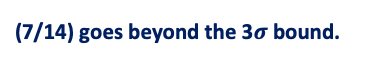 (7/14) goes beyond the 3σ bound.